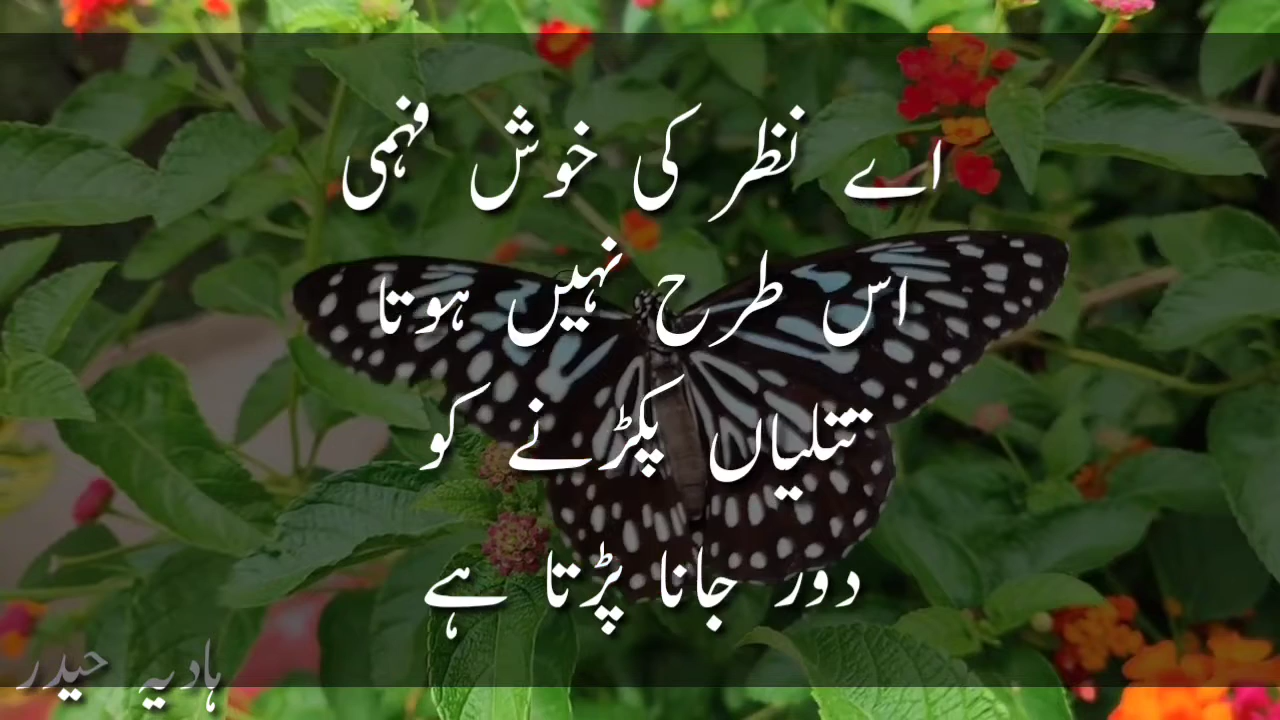 اے نظر کی خوش فہمی
اس طرح نہیں ہوتا
تتلیاں پکڑنے کو
دور جانا پڑتا ہے
ہادیہ حیدر